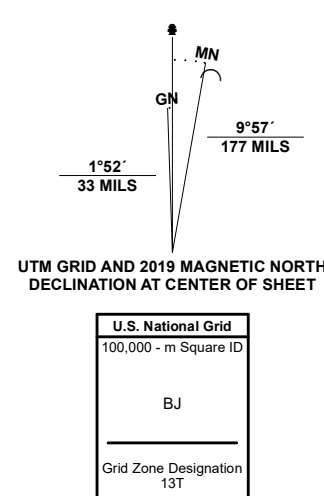 MN
GN
9°57´
177 MILS
1°52´
33 MILS
UTM GRID AND 2019 MAGNETIC NORTH
DECLINATION AT CENTER OF SHEET
U.S. National Grid
100,000 - m Square ID
BJ
Grid Zone Designation
13T